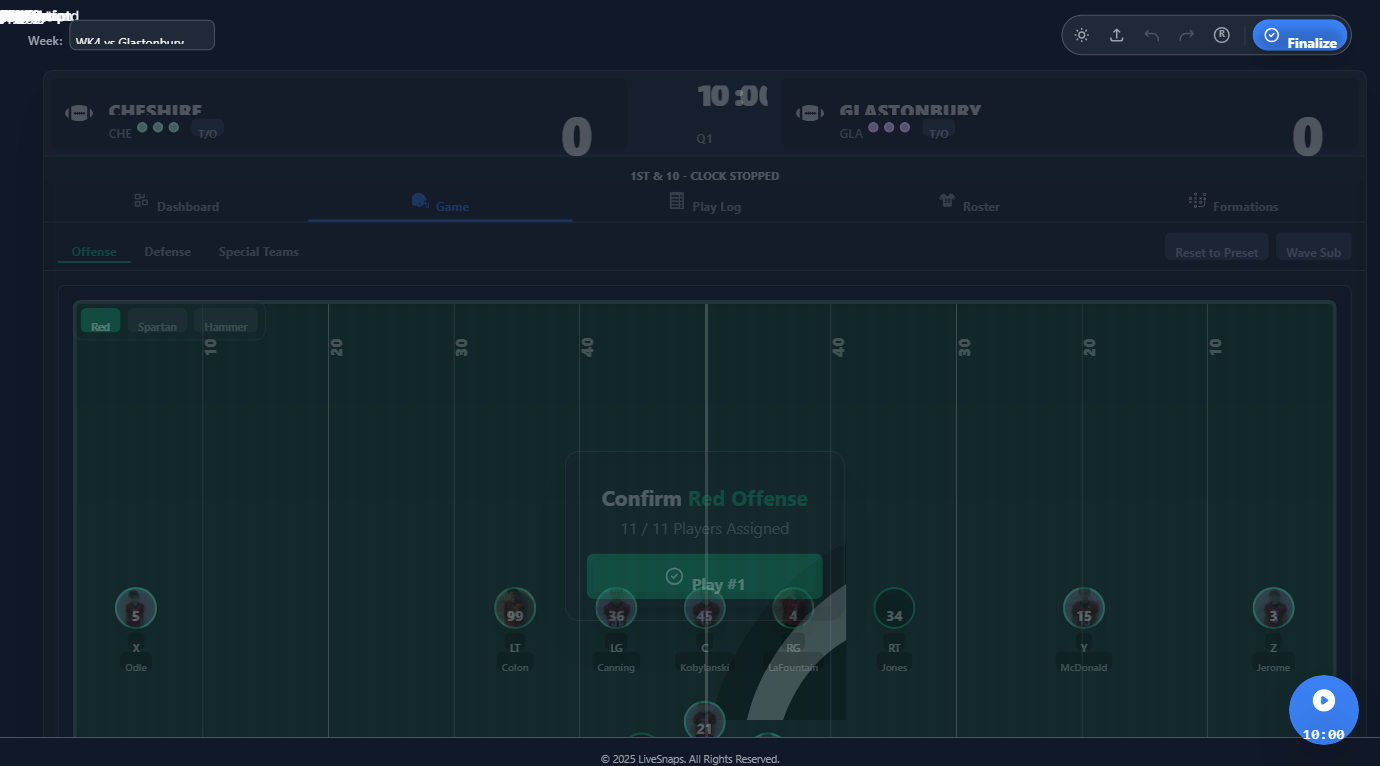 Week:
WK4 vs Glastonbury
Finalize
CHESHIRE
CHE
T/O
0
10:00
Q1
GLASTONBURY
GLA
T/O
0
1ST & 10 - CLOCK STOPPED
Dashboard
Game
Play Log
Roster
Formations
Offense
Defense
Special Teams
Reset to Preset
Wave Sub
Red
Spartan
Hammer
10
20
30
40
40
30
20
10
Confirm Red Offense
11 / 11 Players Assigned
Play #1
5
99
36
45
4
34
15
3
X
LT
LG
C
RG
RT
Y
Z
Odle
Colon
Canning
Kobylanski
LaFountain
Jones
McDonald
Jerome
21
10:00
© 2025 LiveSnaps. All Rights Reserved.